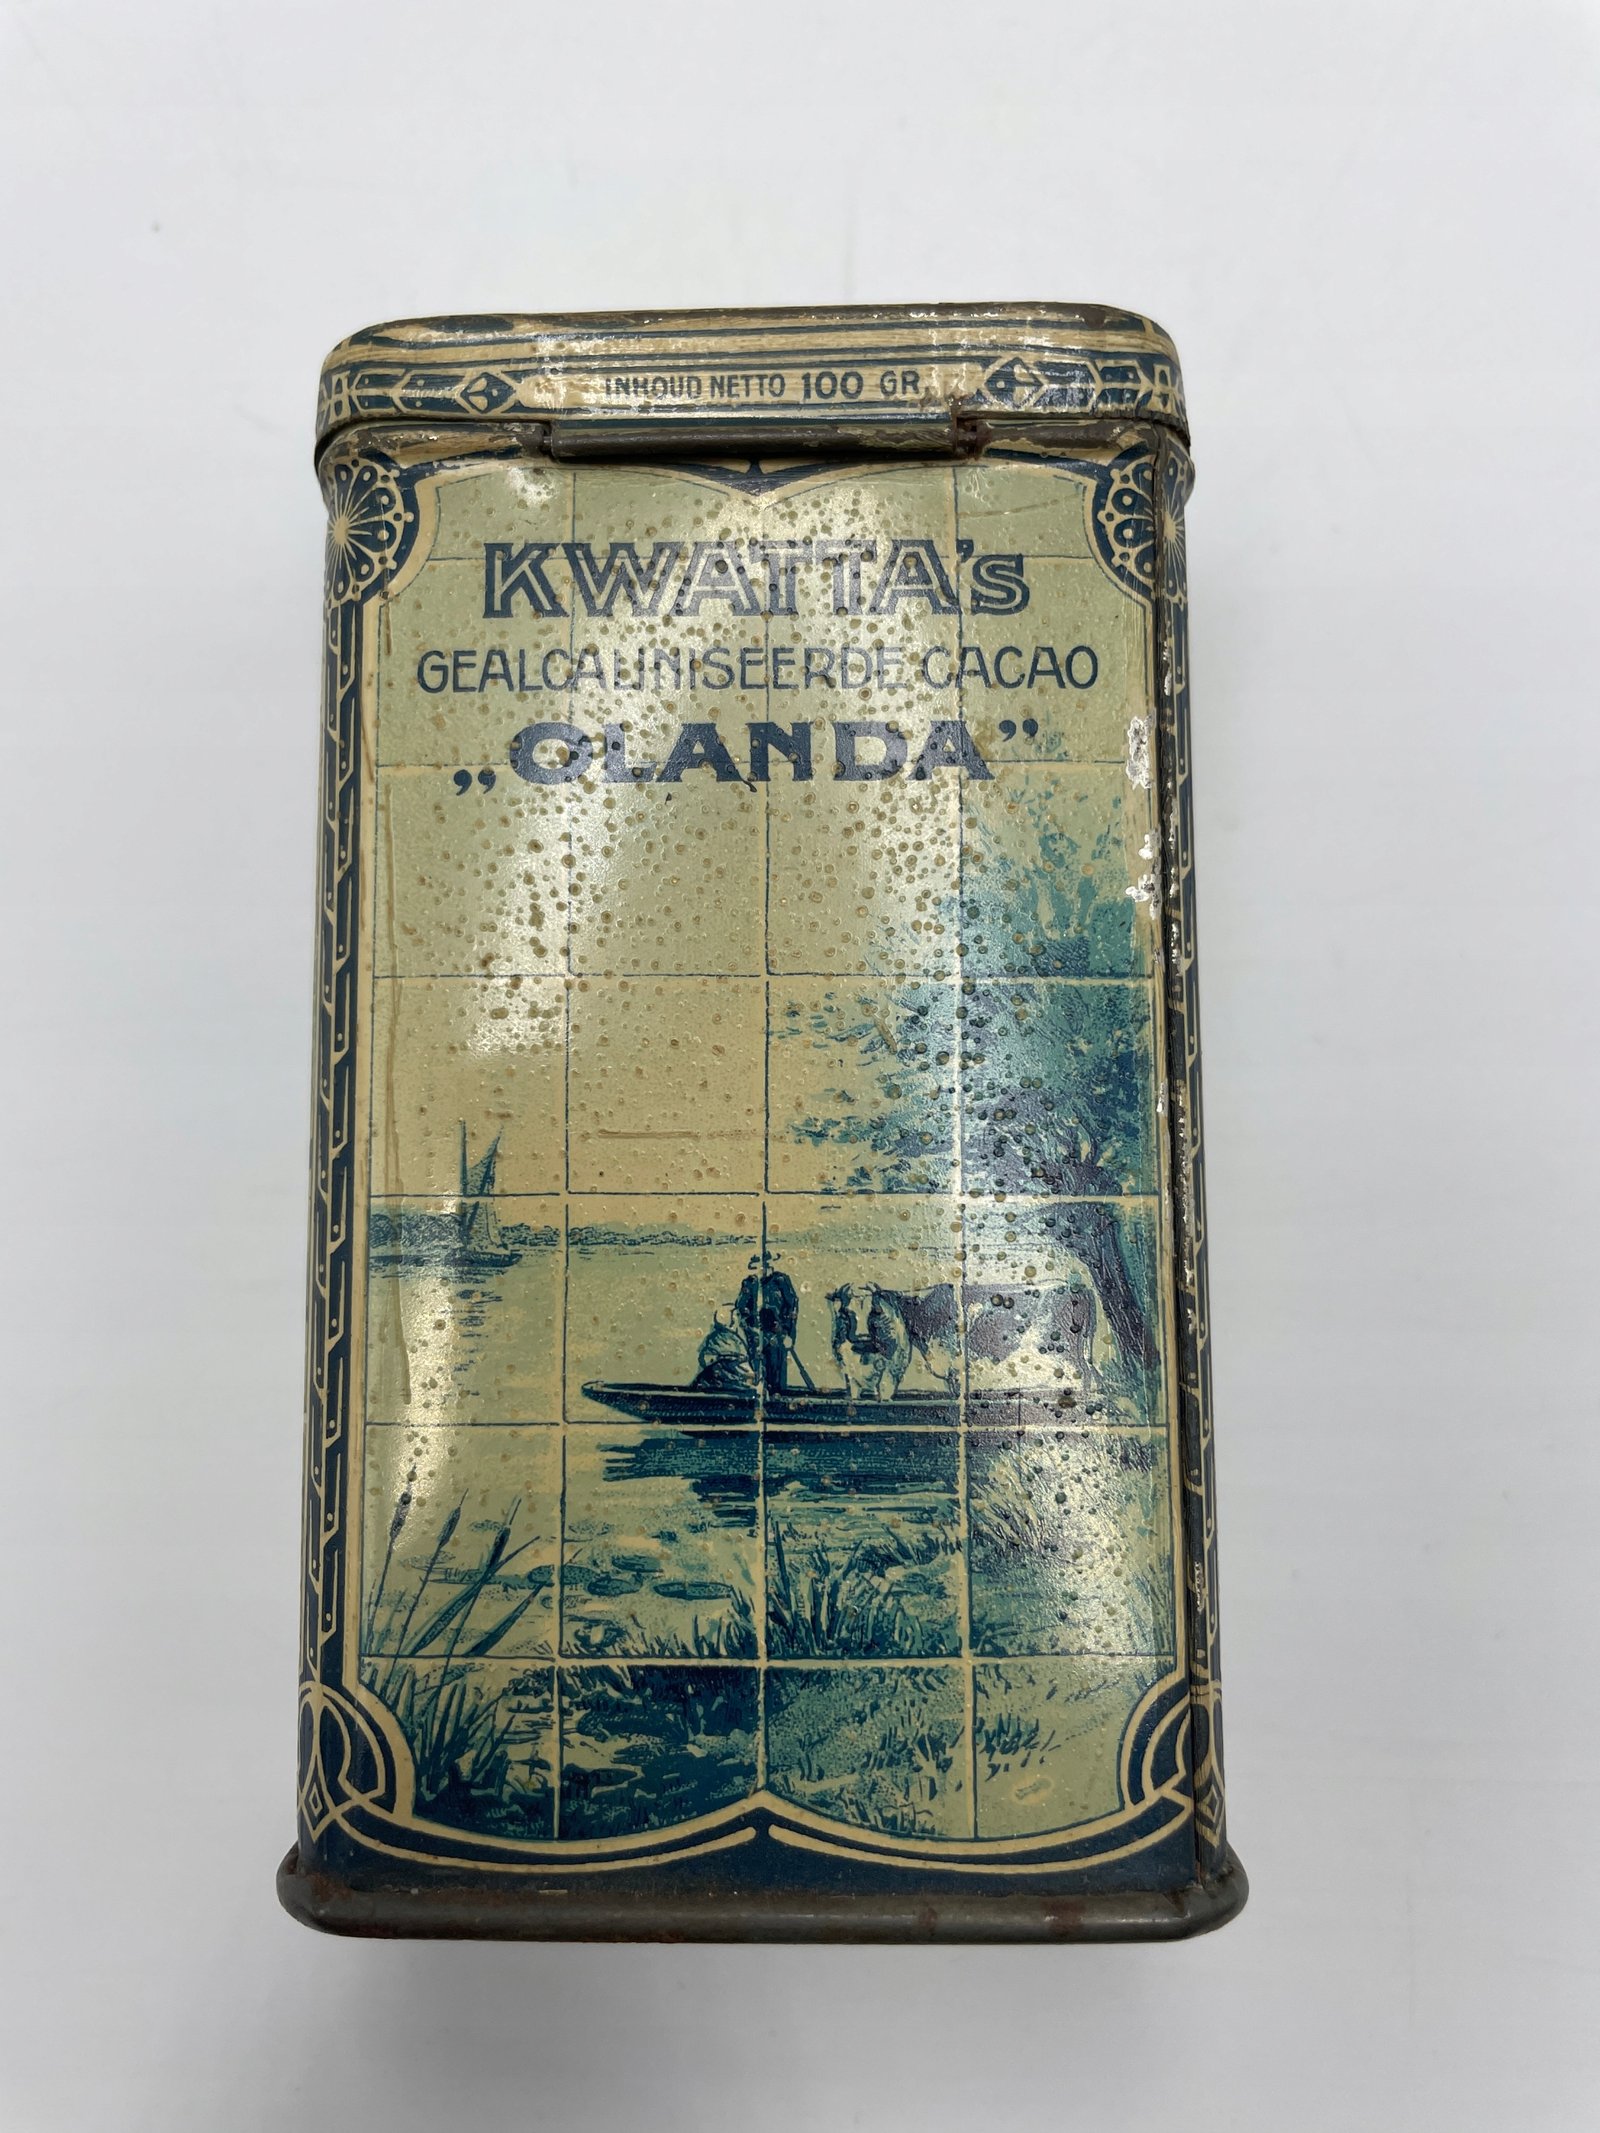 INHOUD NETTO 100 GR.
KWATTA's
GEALCALINISEERDE CACAO
„OLANDA”